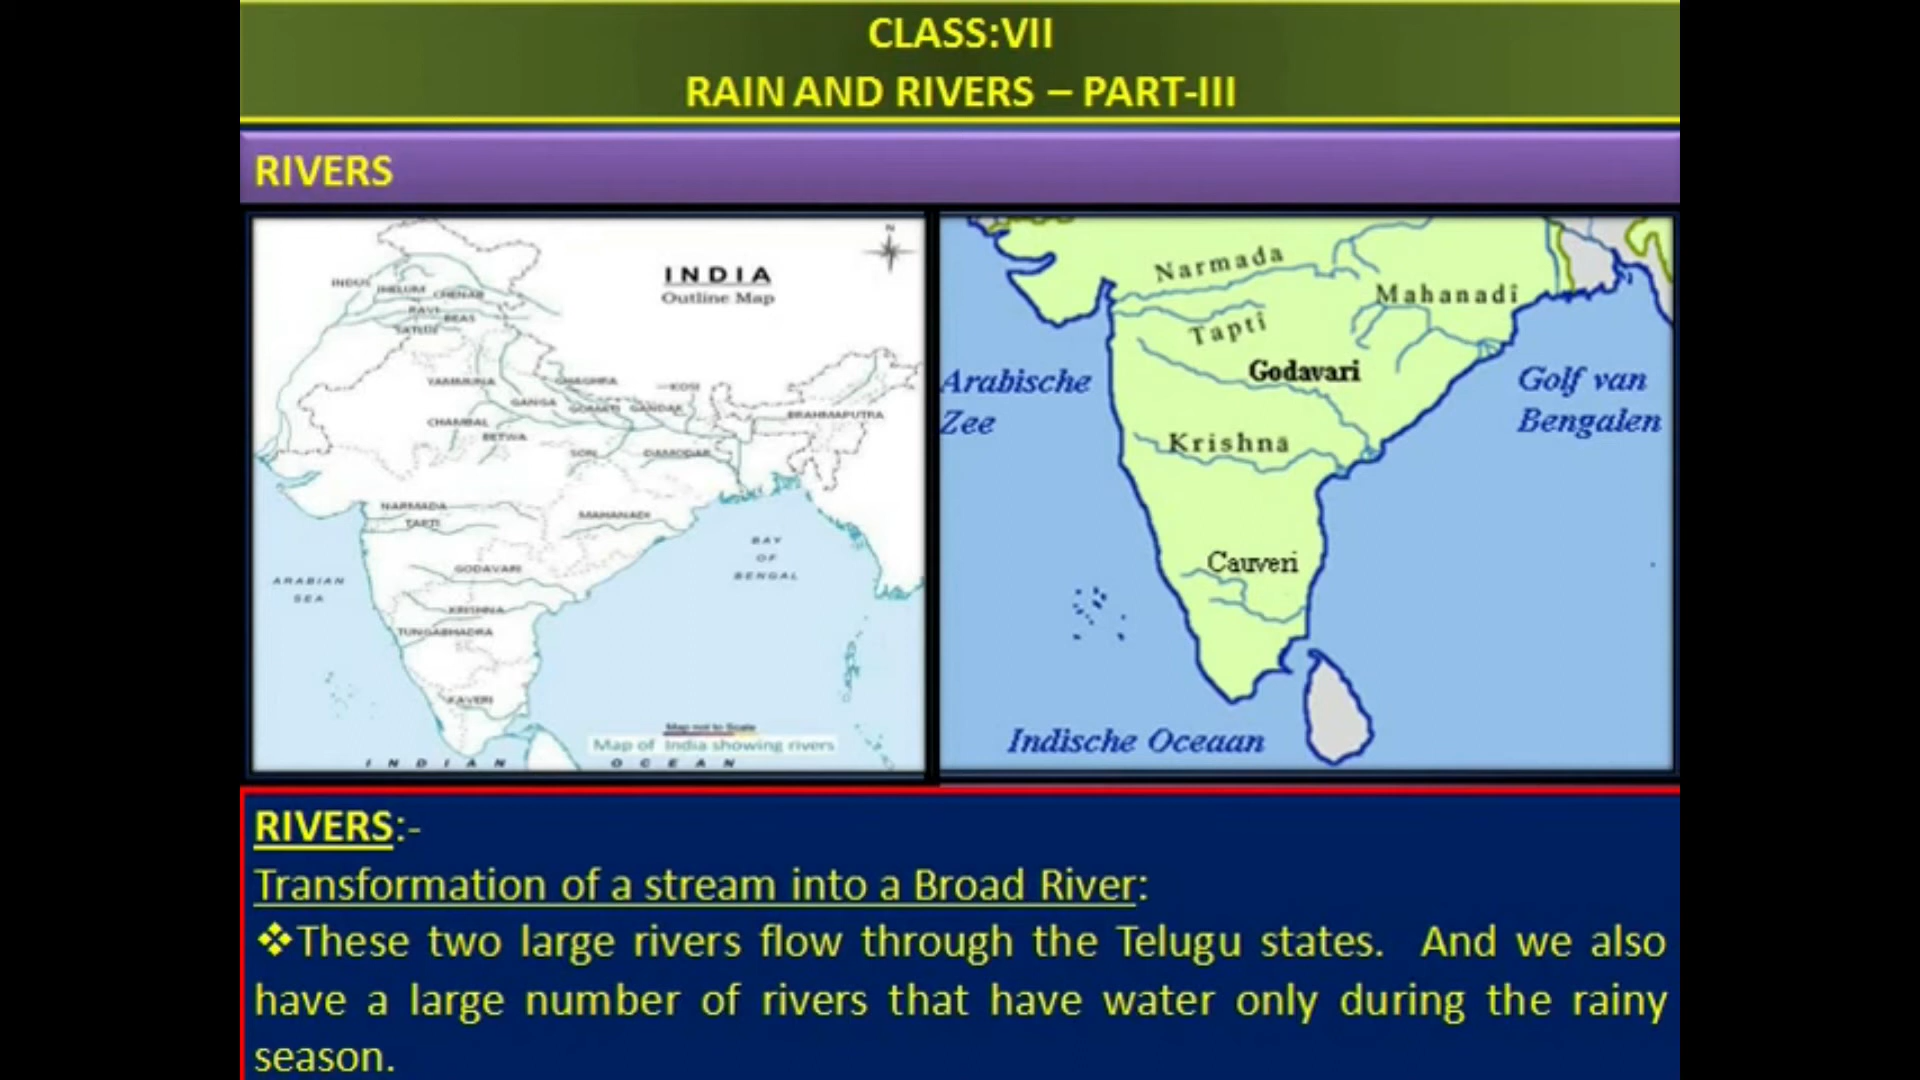 CLASS:VII
RAIN AND RIVERS – PART-III
RIVERS
N
INDIA
Outline Map
INDUS
JHELUM
CHENAB
RAVI
BEAS
SATLUJ
YAMMUNA
GHAGHRA
KOSI
GANGA
GOMATI
GANDAK
BRAHMAPUTRA
CHAMBAL
BETWA
SON
DAMODAR
NARMADA
TAPTI
MAHANADI
BAY
OF
BENGAL
GODAVARI
ARABIAN
SEA
KRISHNA
TUNGABHADRA
KAVERI
Map not to Scale
Map of India showing rivers
INDIAN OCEAN
Narmada
Mahanadi
Tapti
Godavari
Arabische
Zee
Golf van
Bengalen
Krishna
Cauveri
Indische Oceaan
RIVERS:-
Transformation of a stream into a Broad River:
❖These two large rivers flow through the Telugu states. And we also
have a large number of rivers that have water only during the rainy
season.